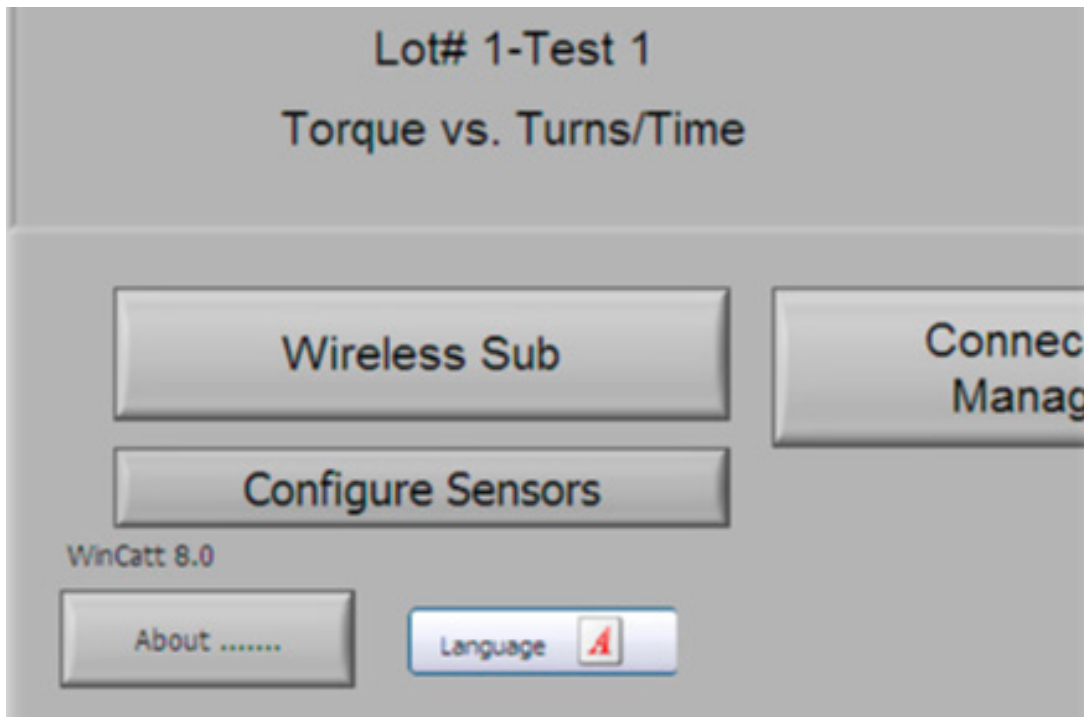 Lot# 1-Test 1
Torque vs. Turns/Time
Wireless Sub
Configure Sensors
WinCatt 8.0
About .......
Language A